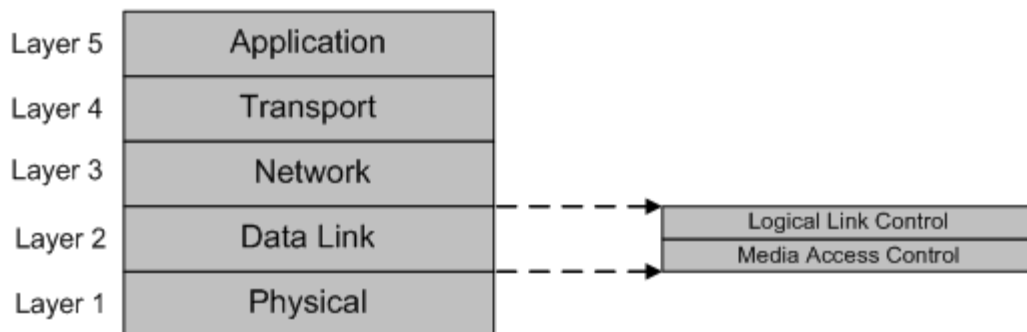 Layer 5 Application
Layer 4 Transport
Layer 3 Network
Layer 2 Data Link
Logical Link Control
Media Access Control
Layer 1 Physical